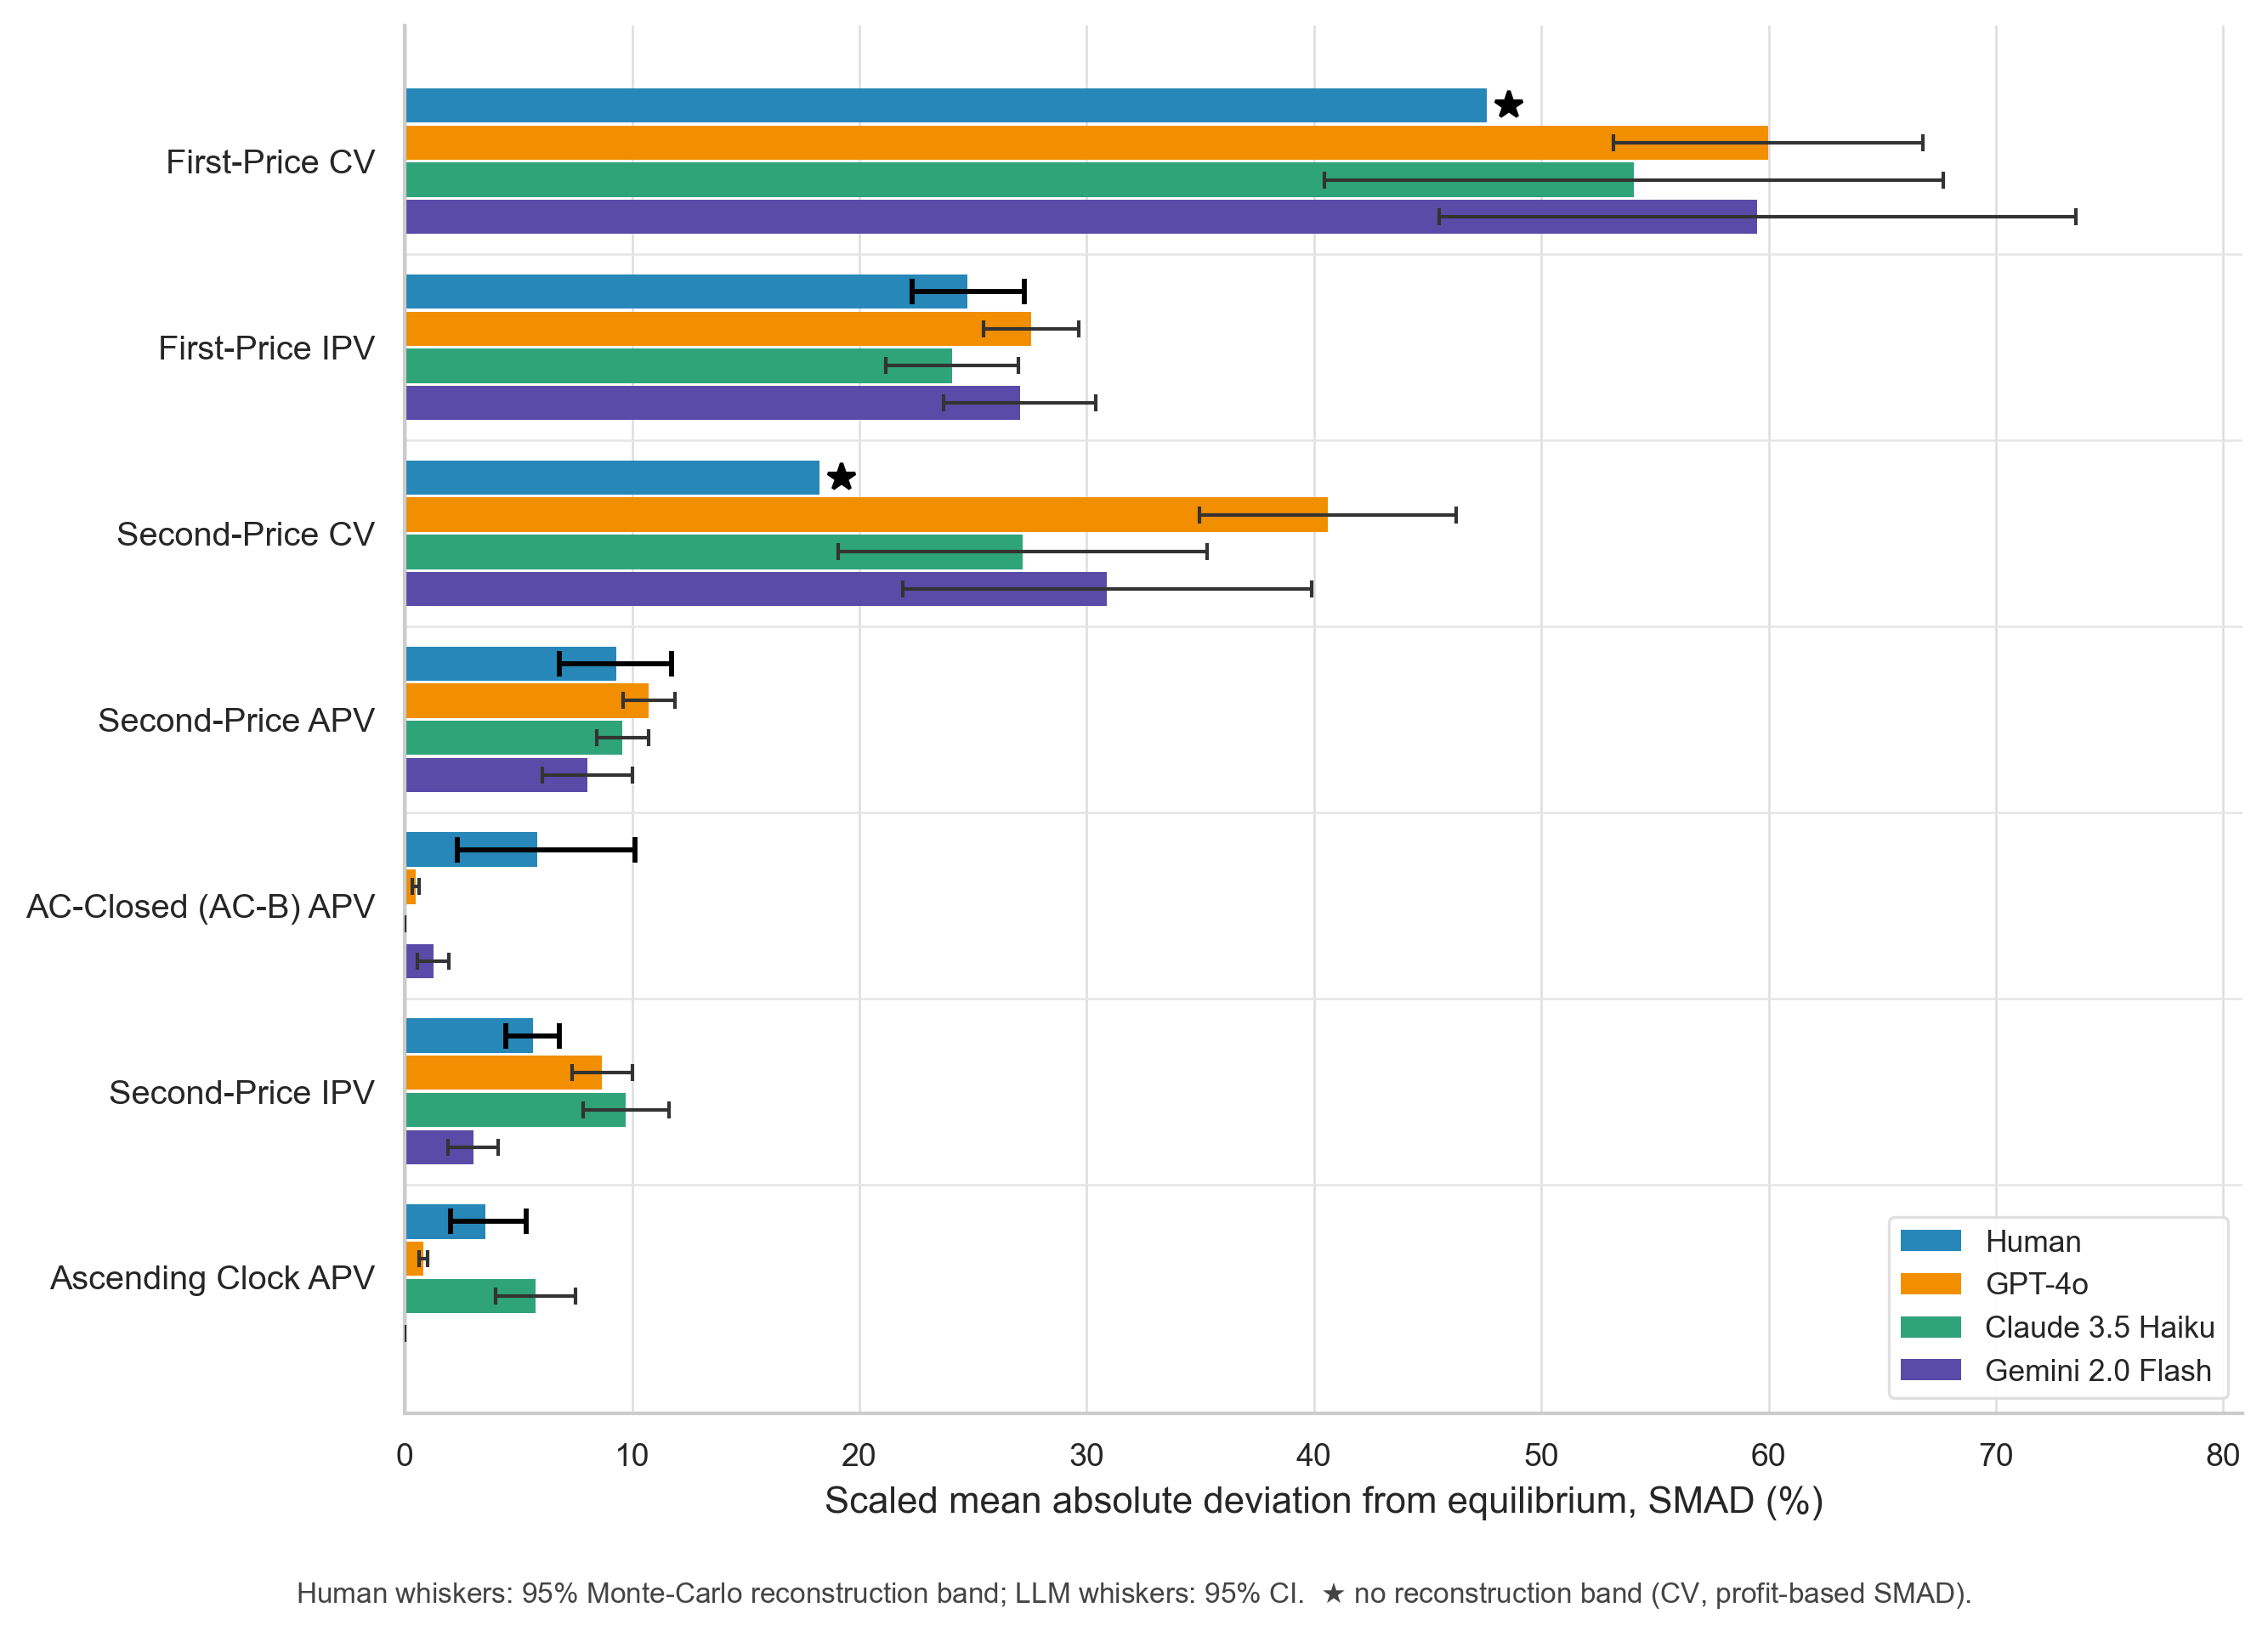 First-Price CV
First-Price IPV
Second-Price CV
Second-Price APV
AC-Closed (AC-B) APV
Second-Price IPV
Ascending Clock APV
Human
GPT-4o
Claude 3.5 Haiku
Gemini 2.0 Flash
0 10 20 30 40 50 60 70 80
Scaled mean absolute deviation from equilibrium, SMAD (%)
Human whiskers: 95% Monte-Carlo reconstruction band; LLM whiskers: 95% CI. ★ no reconstruction band (CV, profit-based SMAD).